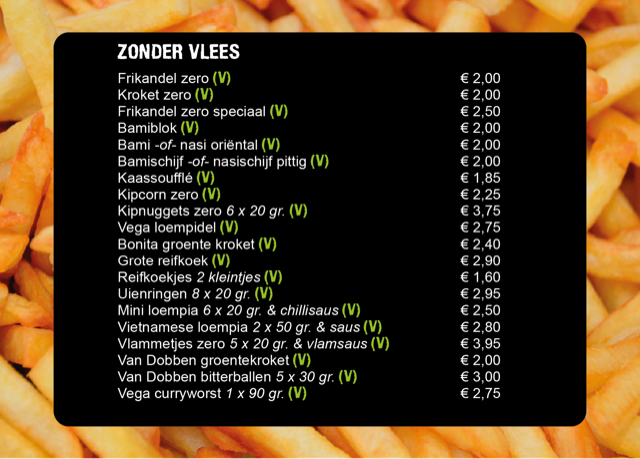 ZONDER VLEES
Frikandel zero (V) € 2,00
Kroket zero (V) € 2,00
Frikandel zero speciaal (V) € 2,50
Bamiblok (V) € 2,00
Bami -of- nasi oriëntal (V) € 2,00
Bamischijf -of- nasischijf pittig (V) € 2,00
Kaassoufflé (V) € 1,85
Kipcorn zero (V) € 2,25
Kipnuggets zero 6 x 20 gr. (V) € 3,75
Vega loempidel (V) € 2,75
Bonita groente kroket (V) € 2,40
Grote reifkoek (V) € 2,90
Reifkoekjes 2 kleintjes (V) € 1,60
Uienringen 8 x 20 gr. (V) € 2,95
Mini loempia 6 x 20 gr. & chillisaus (V) € 2,50
Vietnamese loempia 2 x 50 gr. & saus (V) € 2,80
Vlammetjes zero 5 x 20 gr. & vlamsaus (V) € 3,95
Van Dobben groentekroket (V) € 2,00
Van Dobben bitterballen 5 x 30 gr. (V) € 3,00
Vega curryworst 1 x 90 gr. (V) € 2,75